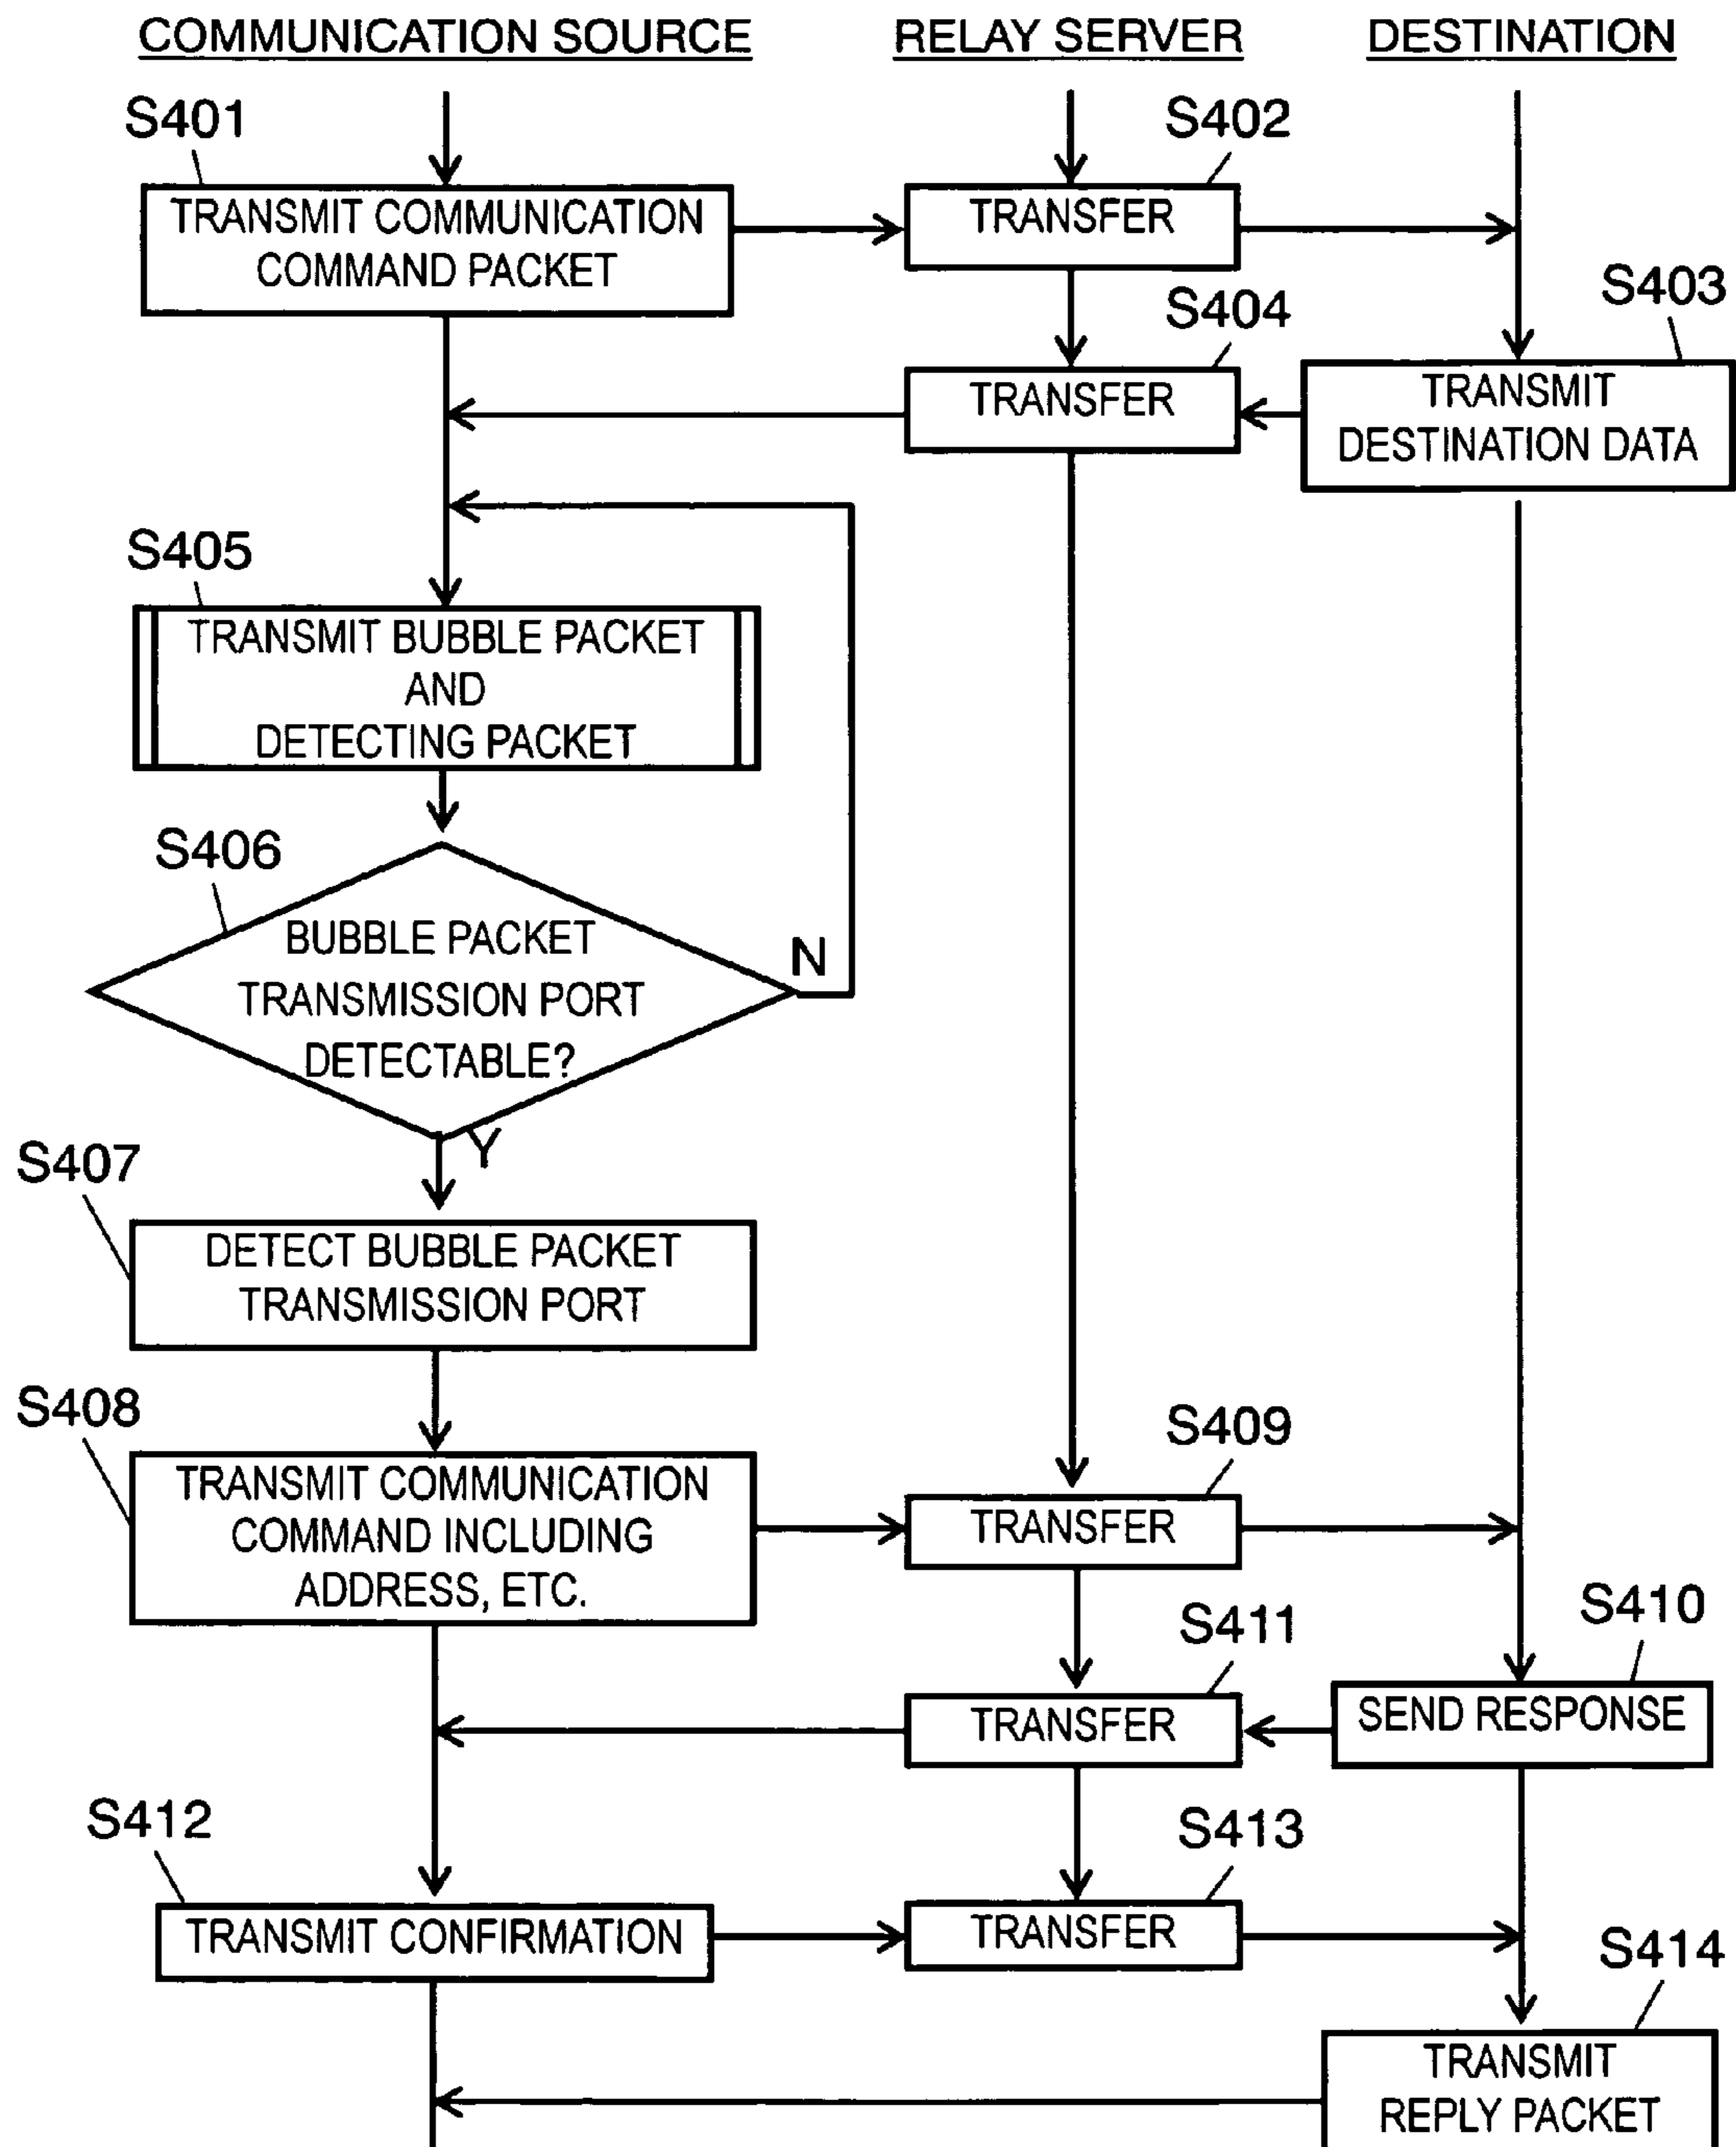 COMMUNICATION SOURCE
RELAY SERVER
DESTINATION
S401
TRANSMIT COMMUNICATION
COMMAND PACKET
S402
TRANSFER
S403
TRANSMIT
DESTINATION DATA
S404
TRANSFER
S405
TRANSMIT BUBBLE PACKET
AND
DETECTING PACKET
S406
BUBBLE PACKET
TRANSMISSION PORT
DETECTABLE?
N
Y
S407
DETECT BUBBLE PACKET
TRANSMISSION PORT
S408
TRANSMIT COMMUNICATION
COMMAND INCLUDING
ADDRESS, ETC.
S409
TRANSFER
S410
SEND RESPONSE
S411
TRANSFER
S412
TRANSMIT CONFIRMATION
S413
TRANSFER
S414
TRANSMIT
REPLY PACKET